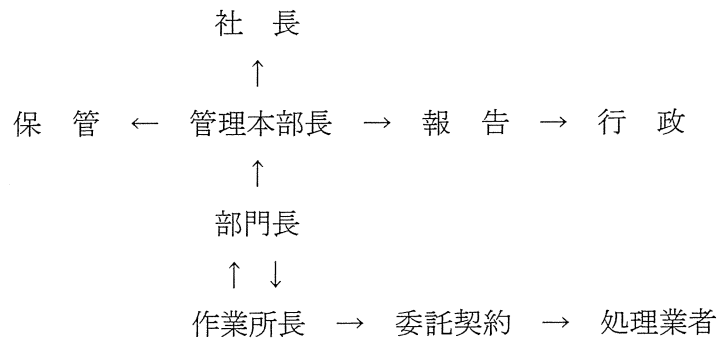 社 長
↑
保 管 ← 管理本部長 → 報 告 → 行 政
↑
部門長
↑ ↓
作業所長 → 委託契約 → 処理業者